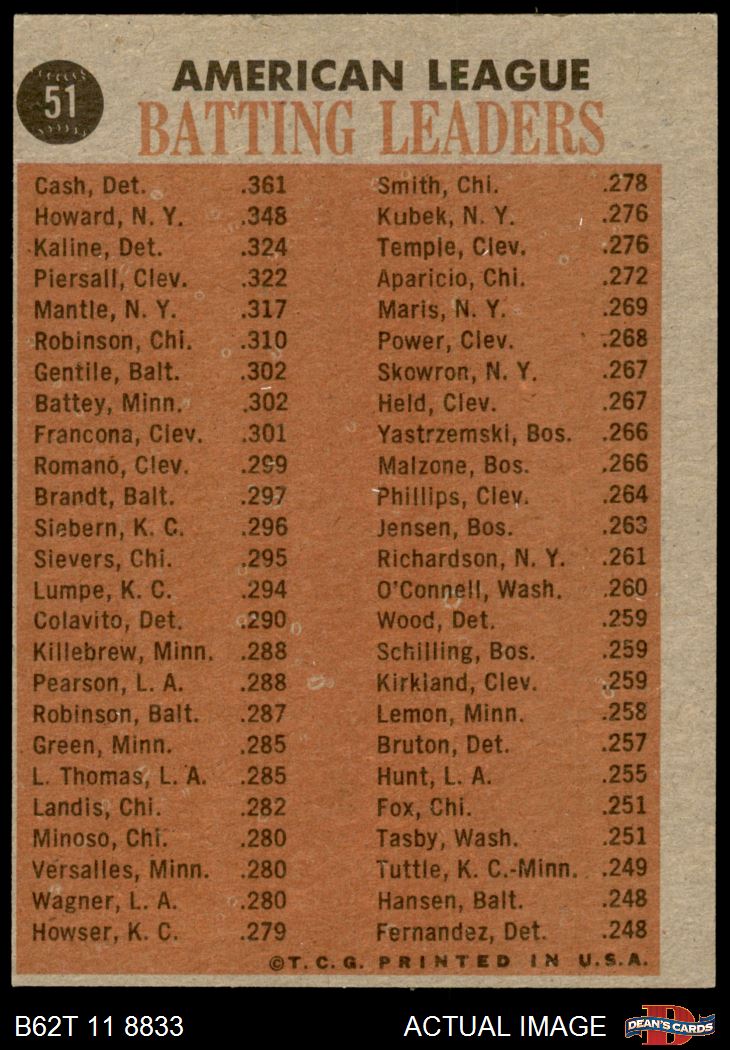 51
AMERICAN LEAGUE
BATTING LEADERS
Cash, Det. .361
Howard, N. Y. .348
Kaline, Det. .324
Piersall, Clev. .322
Mantle, N. Y. .317
Robinson, Chi. .310
Gentile, Balt. .302
Battey, Minn. .302
Francona, Clev. .301
Romano, Clev. .299
Brandt, Balt. .297
Siebern, K. C. .296
Sievers, Chi. .295
Lumpe, K. C. .294
Colavito, Det. .290
Killebrew, Minn. .288
Pearson, L. A. .288
Robinson, Balt. .287
Green, Minn. .285
L. Thomas, L. A. .285
Landis, Chi. .282
Minoso, Chi. .280
Versalles, Minn. .280
Wagner, L. A. .280
Howser, K. C. .279
Smith, Chi. .278
Kubek, N. Y. .276
Temple, Clev. .276
Aparicio, Chi. .272
Maris, N. Y. .269
Power, Clev. .268
Skowron, N. Y. .267
Held, Clev. .267
Yastrzemski, Bos. .266
Malzone, Bos. .266
Phillips, Clev. .264
Jensen, Bos. .263
Richardson, N. Y. .261
O'Connell, Wash. .260
Wood, Det. .259
Schilling, Bos. .259
Kirkland, Clev. .259
Lemon, Minn. .258
Bruton, Det. .257
Hunt, L. A. .255
Fox, Chi. .251
Tasby, Wash. .251
Tuttle, K. C.-Minn. .249
Hansen, Balt. .248
Fernandez, Det. .248
©T. C. G. PRINTED IN U.S.A.
B62T 11 8833
ACTUAL IMAGE
DEAN'S CARDS